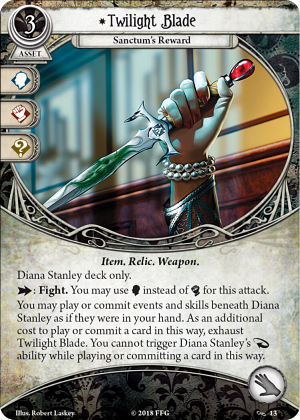 3
*Twilight Blade
ASSET
Sanctum's Reward
?
Item. Relic. Weapon.
Diana Stanley deck only.
: Fight. You may use instead of for this attack.
You may play or commit events and skills beneath Diana
Stanley as if they were in your hand. As an additional
cost to play or commit a card in this way, exhaust
Twilight Blade. You cannot trigger Diana Stanley's
ability while playing or committing a card in this way.
Illus. Robert Laskey
© 2018 FFG
13